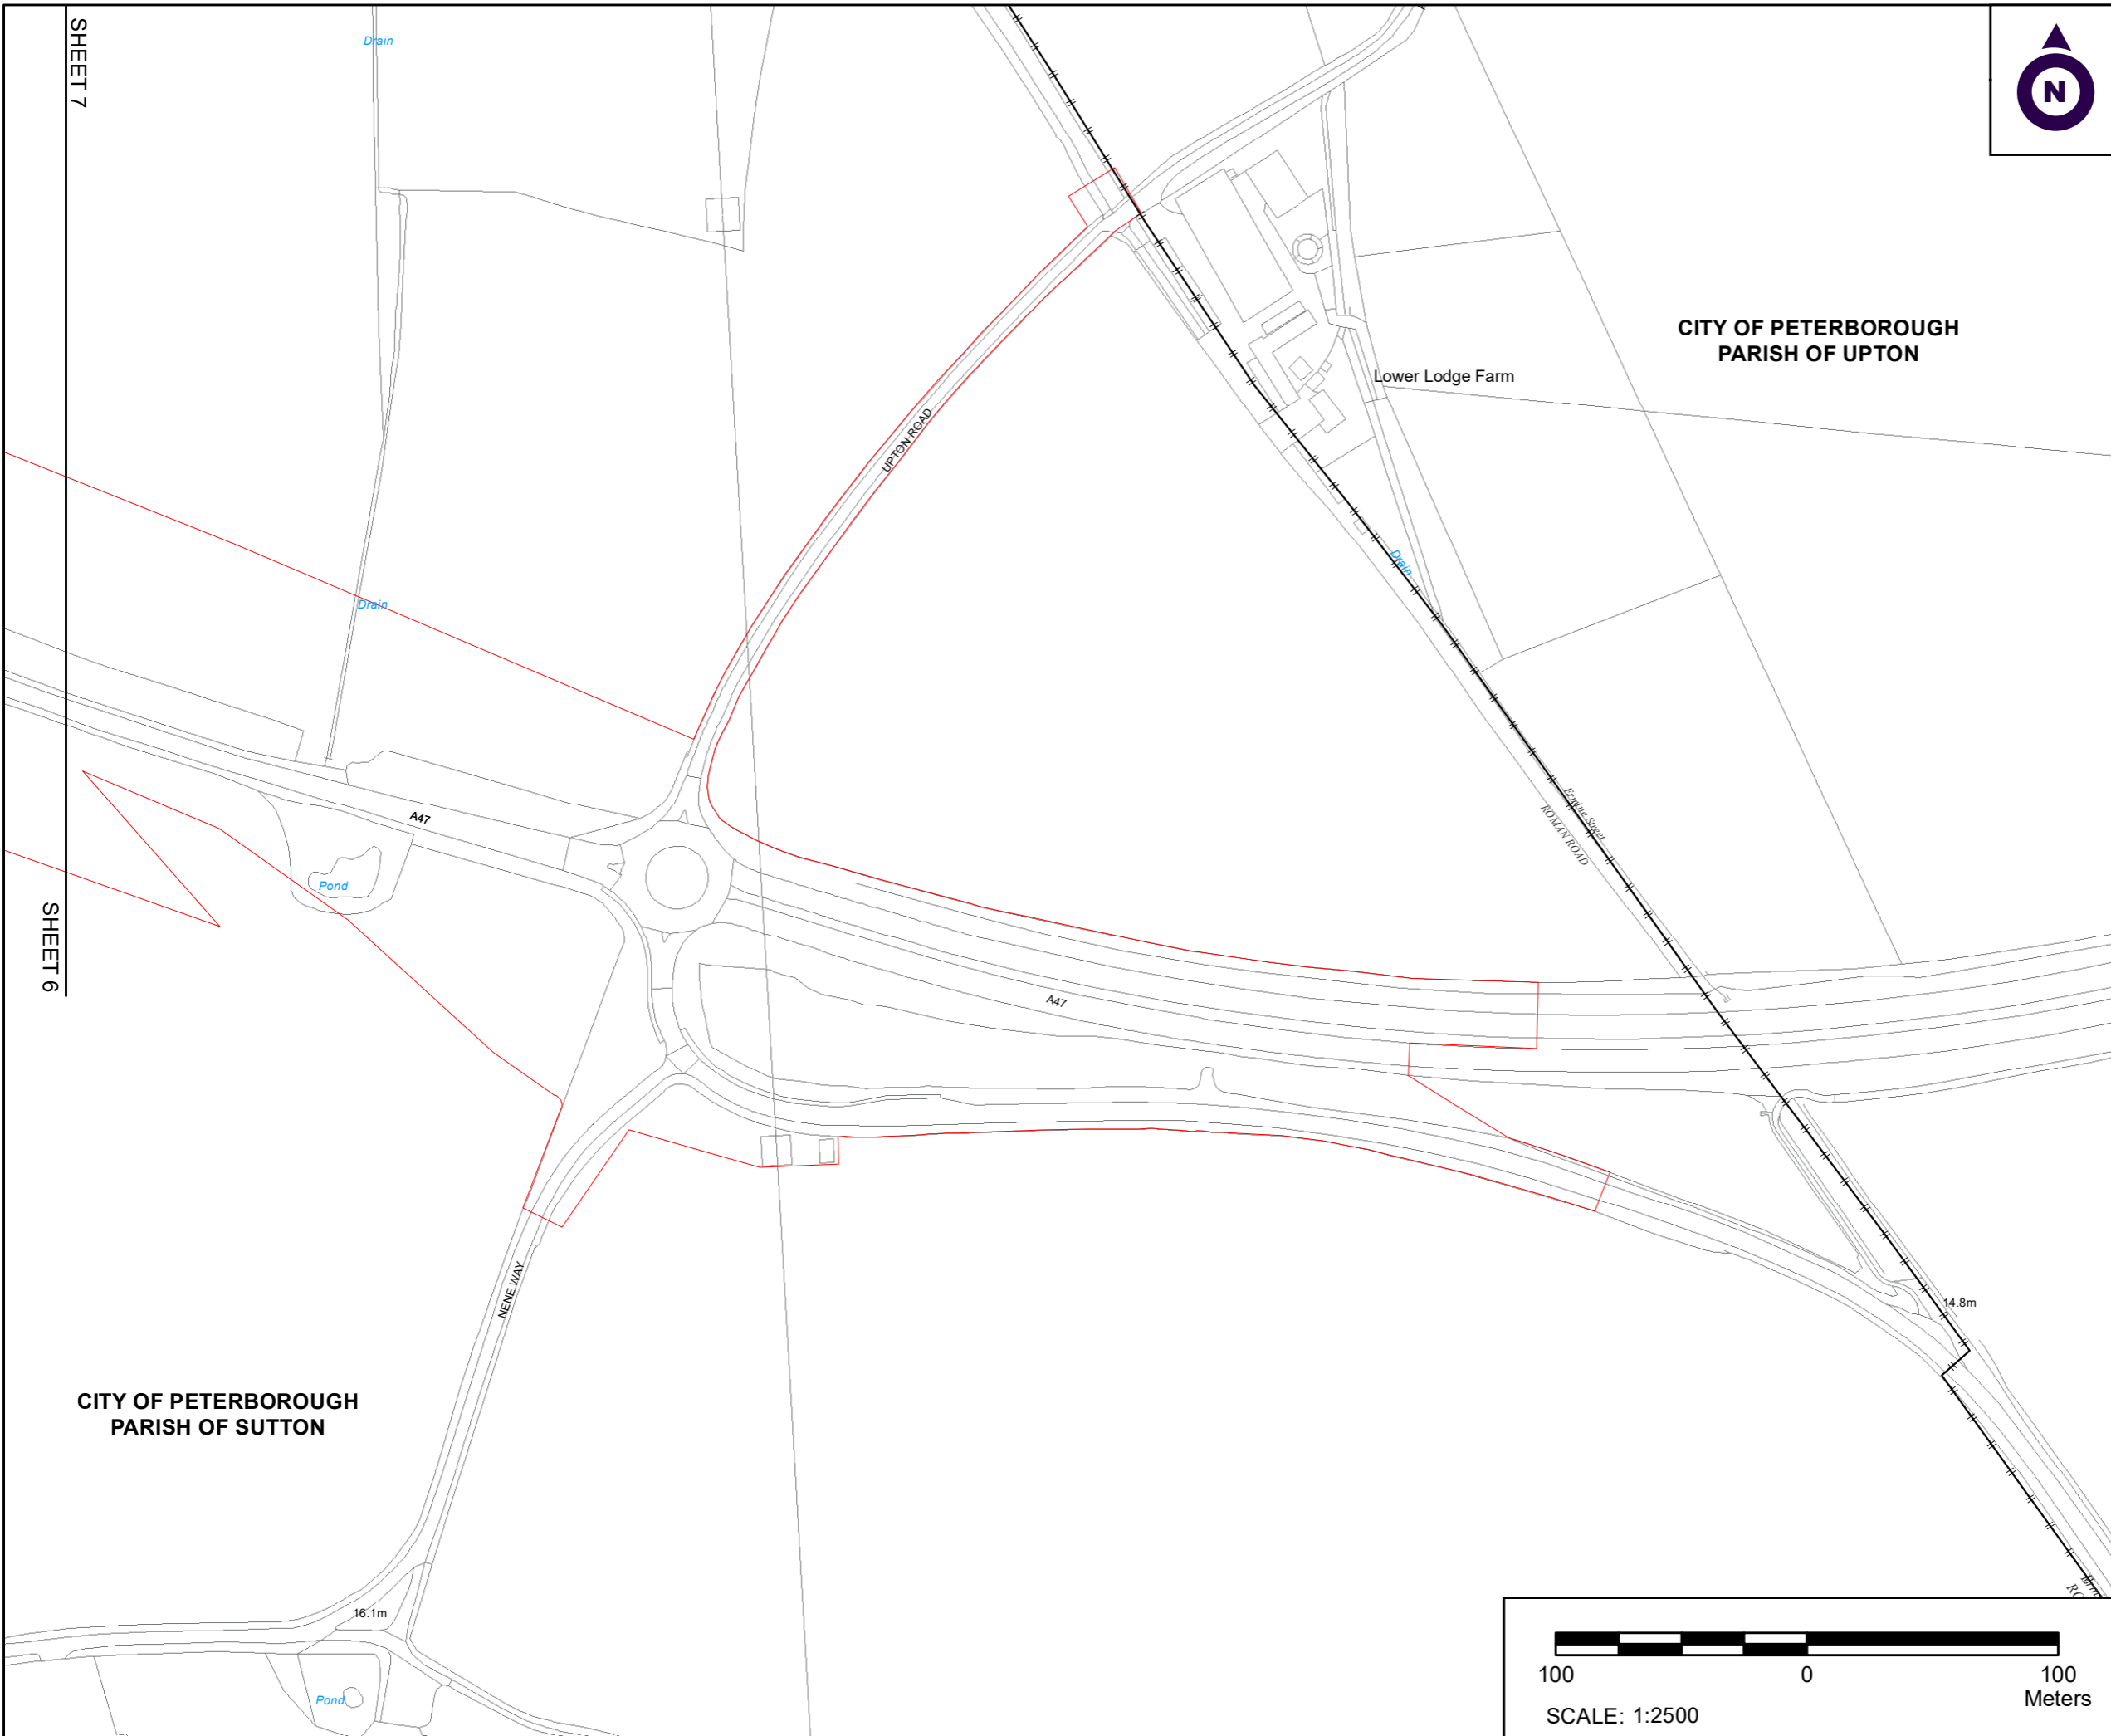 SHEET 7
Drain
N
CITY OF PETERBOROUGH
PARISH OF UPTON
Lower Lodge Farm
UPTON ROAD
Drain
Drain
Ermine Street
ROMAN ROAD
A47
Pond
SHEET 6
A47
NENE WAY
14.8m
CITY OF PETERBOROUGH
PARISH OF SUTTON
16.1m
Pond
100 0 100
Meters
SCALE: 1:2500